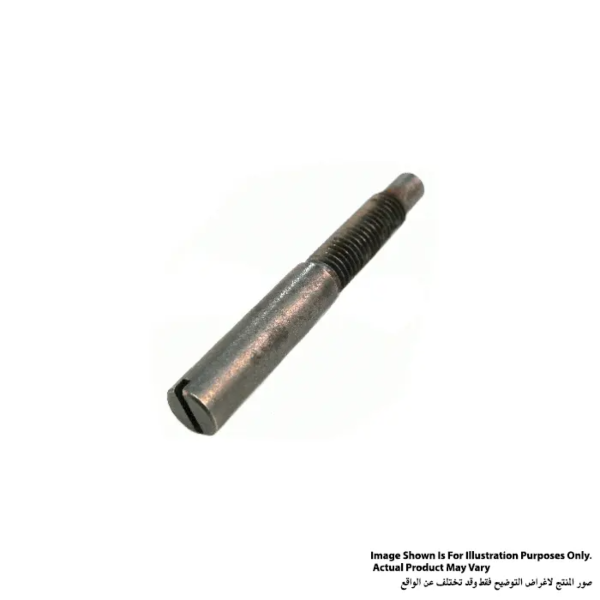 Image Shown Is For Illustration Purposes Only.
Actual Product May Vary
صور المنتج لاغراض التوضيح فقط وقد تختلف عن الواقع